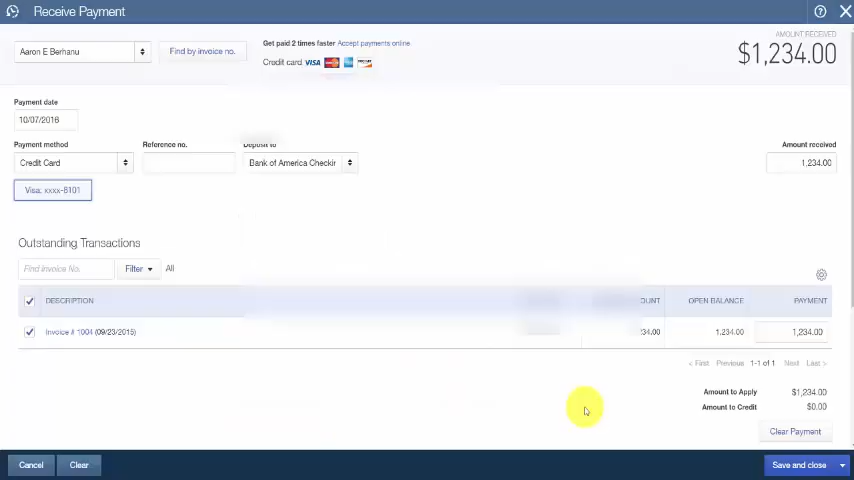 Receive Payment
AMOUNT RECEIVED
$1,234.00
Aaron E Berhanu
Find by invoice no.
Get paid 2 times faster Accept payments online
Credit card VISA
Payment date
10/07/2016
Payment method
Reference no.
Deposit to
Amount received
Credit Card
Bank of America Checkin
1,234.00
Visa: xxxx-8101
Outstanding Transactions
Find Invoice No.
Filter
All
DESCRIPTION
OUNT
OPEN BALANCE
PAYMENT
Invoice # 1004 (09/23/2015)
234.00
1,234.00
1,234.00
< First Previous 1-1 of 1 Next Last >
Amount to Apply $1,234.00
Amount to Credit $0.00
Clear Payment
Cancel
Clear
Save and close